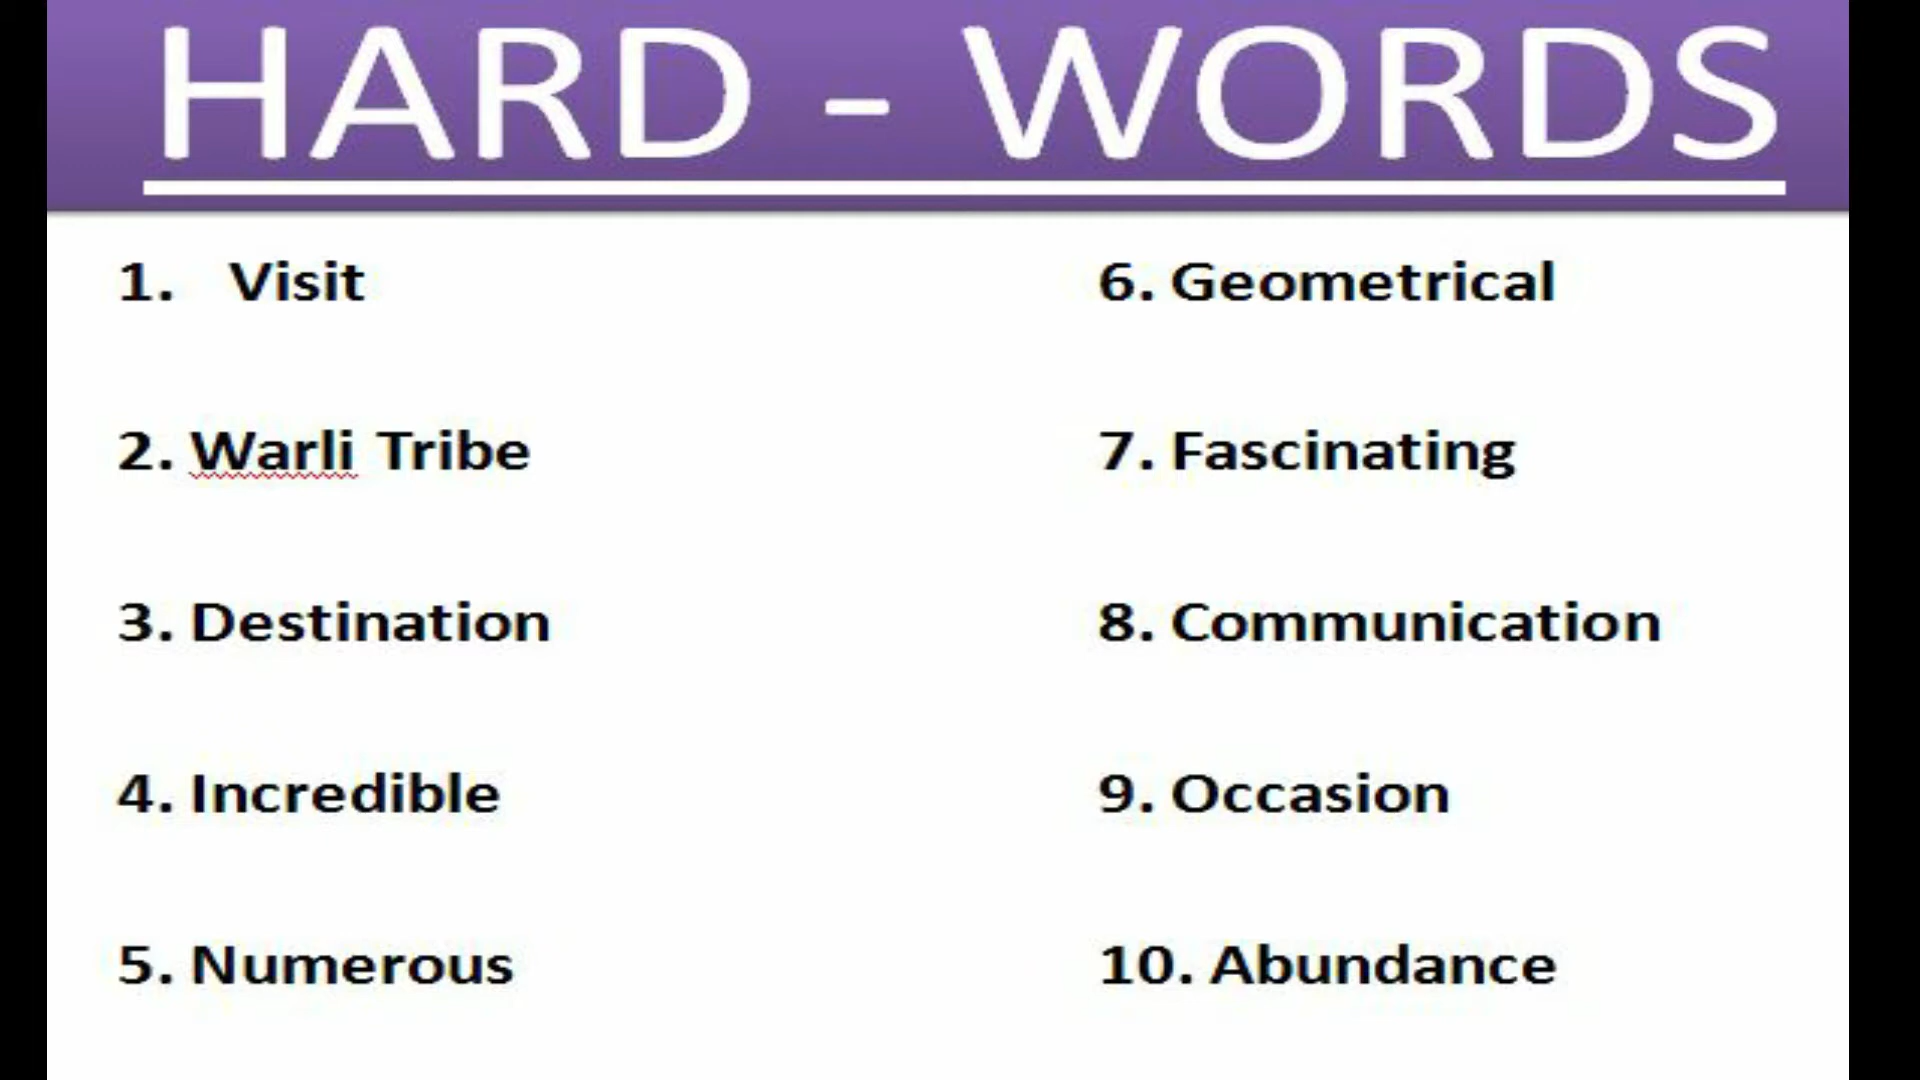 HARD - WORDS
1. Visit
2. Warli Tribe
3. Destination
4. Incredible
5. Numerous
6. Geometrical
7. Fascinating
8. Communication
9. Occasion
10. Abundance